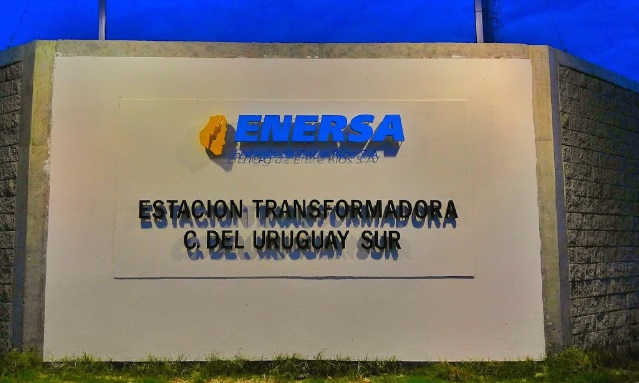 ENERSA
Energía de Entre Ríos S.A.
ESTACION TRANSFORMADORA
C. DEL URUGUAY SUR